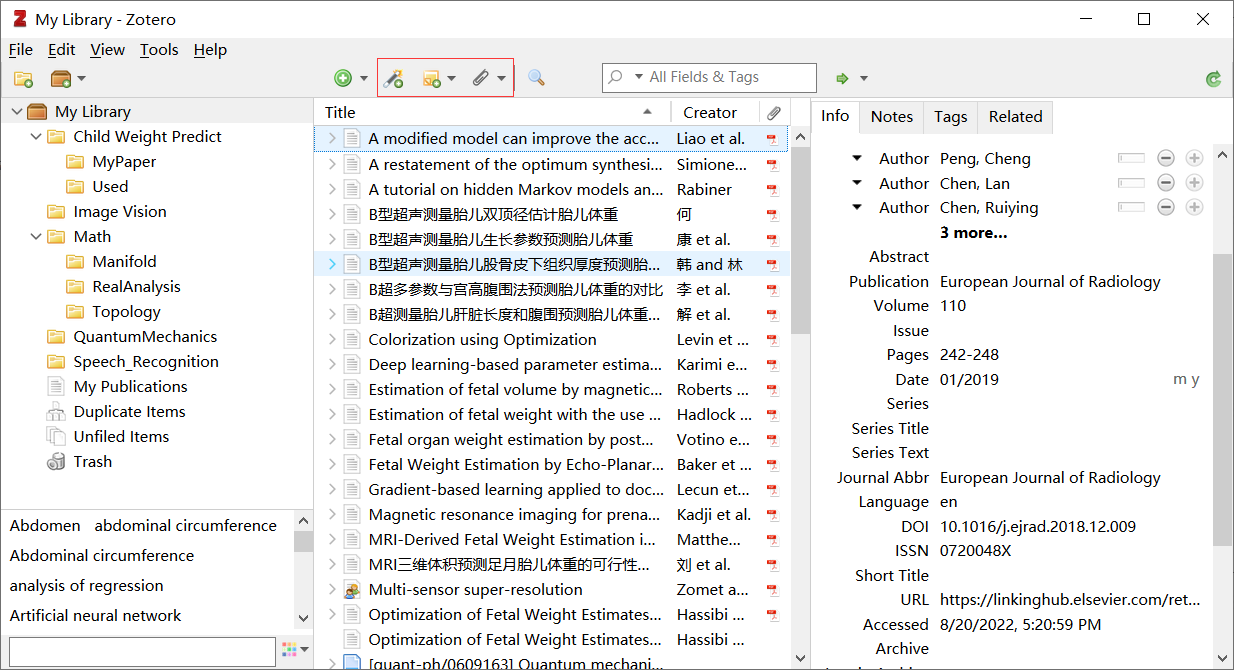 My Library - Zotero
File Edit View Tools Help
All Fields & Tags
My Library
Child Weight Predict
MyPaper
Used
Image Vision
Math
Manifold
RealAnalysis
Topology
QuantumMechanics
Speech_Recognition
My Publications
Duplicate Items
Unfiled Items
Trash
Abdomen abdominal circumference
Abdominal circumference
analysis of regression
Artificial neural network
Title Creator
A modified model can improve the acc... Liao et al.
A restatement of the optimum synthesi... Simione...
A tutorial on hidden Markov models an... Rabiner
B型超声测量胎儿双顶径估计胎儿体重 何
B型超声测量胎儿生长参数预测胎儿体重 康 et al.
B型超声测量胎儿股骨皮下组织厚度预测胎... 韩 and 林
B超多参数与宫高腹围法预测胎儿体重的对比 李 et al.
B超测量胎儿肝脏长度和腹围预测胎儿体重... 解 et al.
Colorization using Optimization Levin et ...
Deep learning-based parameter estima... Karimi e...
Estimation of fetal volume by magnetic... Roberts ...
Estimation of fetal weight with the use ... Hadlock ...
Fetal organ weight estimation by post... Votino e...
Fetal Weight Estimation by Echo-Planar... Baker et ...
Gradient-based learning applied to doc... Lecun et...
Magnetic resonance imaging for prena... Kadji et al.
MRI-Derived Fetal Weight Estimation i... Matthe...
MRI三维体积预测足月胎儿体重的可行性... 刘 et al.
Multi-sensor super-resolution Zomet a...
Optimization of Fetal Weight Estimates... Hassibi ...
Optimization of Fetal Weight Estimates... Hassibi ...
[quant-ph/0609163] Quantum mechani...
Info Notes Tags Related
Author Peng, Cheng
Author Chen, Lan
Author Chen, Ruiying
3 more...
Abstract
Publication European Journal of Radiology
Volume 110
Issue
Pages 242-248
Date 01/2019 m y
Series
Series Title
Series Text
Journal Abbr European Journal of Radiology
Language en
DOI 10.1016/j.ejrad.2018.12.009
ISSN 0720048X
Short Title
URL https://linkinghub.elsevier.com/ret...
Accessed 8/20/2022, 5:20:59 PM
Archive